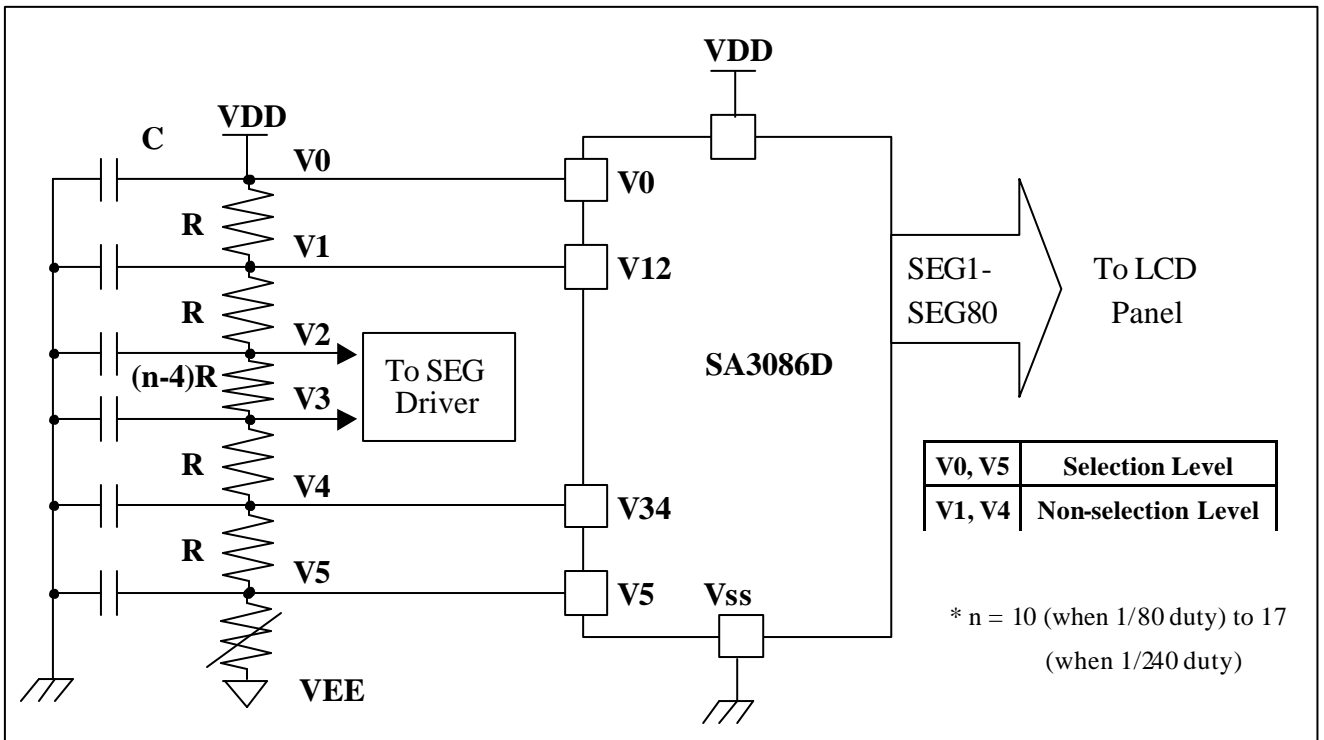 VDD
VDD
C
V0
V0
R
V1
V12
R
V2
(n-4)R
V3
To SEG
Driver
SA3086D
SEG1-
SEG80
To LCD
Panel
R
V4
V34
R
V5
V5
Vss
VEE
V0, V5 Selection Level
V1, V4 Non-selection Level
* n = 10 (when 1/80 duty) to 17
(when 1/240 duty)